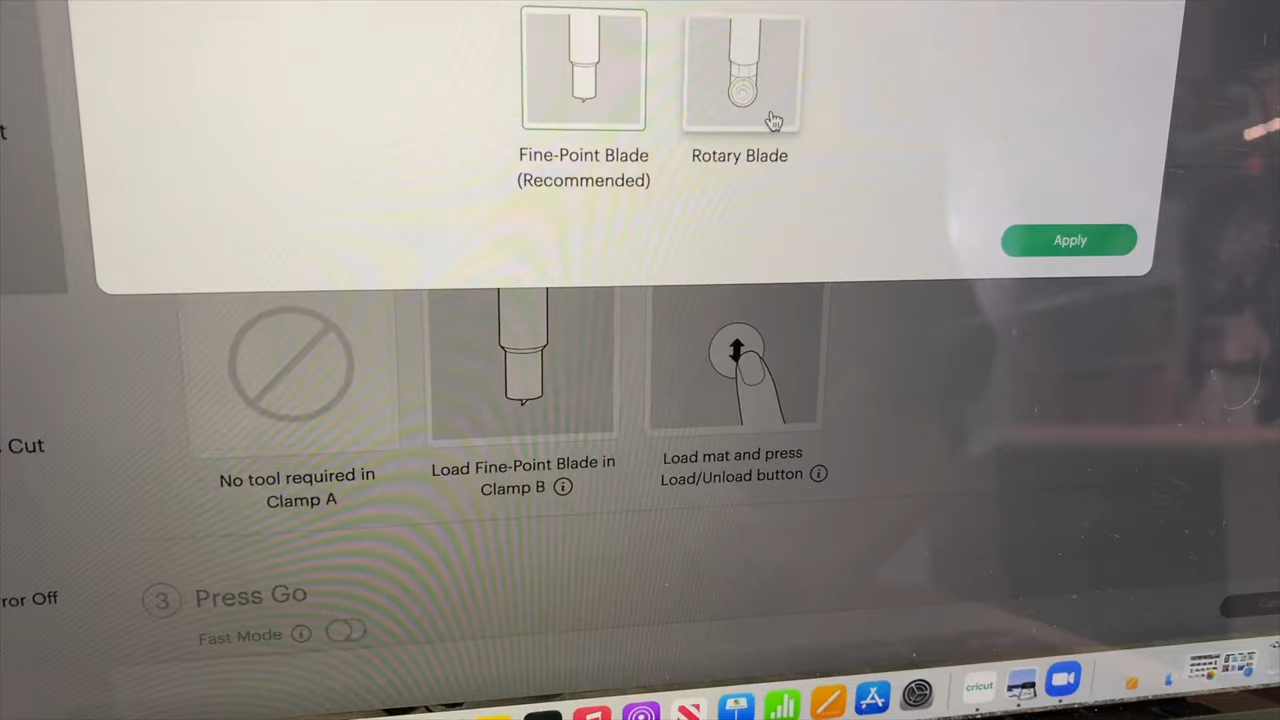 t
Fine-Point Blade
(Recommended)
Rotary Blade
Apply
Cut
No tool required in
Clamp A
Load Fine-Point Blade in
Clamp B
Load mat and press
Load/Unload button
3 Press Go
Fast Mode
ror Off
cricut